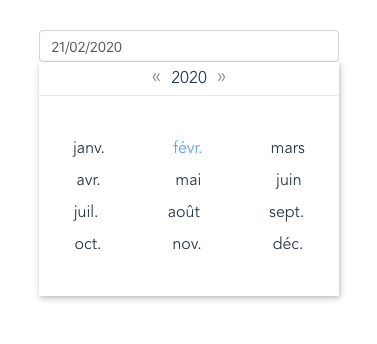 21/02/2020
« 2020 »
janv. févr. mars
avr. mai juin
juil. août sept.
oct. nov. déc.